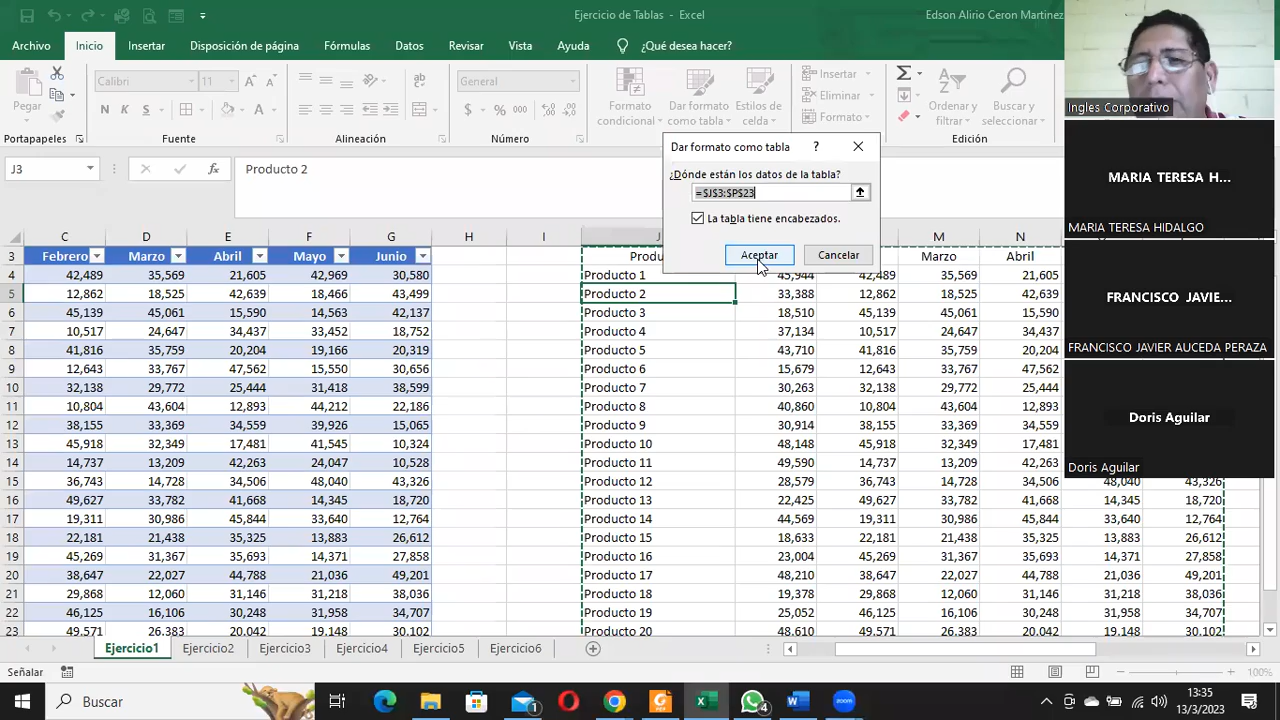 Ejercicio de Tablas - Excel
Edson Alirio Ceron Martinez
Archivo Inicio Insertar Disposición de página Fórmulas Datos Revisar Vista Ayuda ¿Qué desea hacer?
Pegar
Calibri 11
N K S
General
Formato condicional
Dar formato como tabla
Estilos de celda
Insertar
Eliminar
Formato
Ordenar y filtrar
Buscar y seleccionar
Portapapeles Fuente Alineación Número Edición
Ingles Corporativo
Dar formato como tabla ?
¿Dónde están los datos de la tabla?
=$J$3:$P$23
La tabla tiene encabezados.
Aceptar Cancelar
J3 fx Producto 2
MARIA TERESA H...
MARIA TERESA HIDALGO
FRANCISCO JAVIE...
FRANCISCO JAVIER AUCEDA PERAZA
Doris Aguilar
Doris Aguilar
C D E F G H I J M N
3 Febrero Marzo Abril Mayo Junio Marzo Abril
4 42,489 35,569 21,605 42,969 30,580 Producto 1 45,944 42,489 35,569 21,605
5 12,862 18,525 42,639 18,466 43,499 Producto 2 33,388 12,862 18,525 42,639
6 45,139 45,061 15,590 14,563 42,137 Producto 3 18,510 45,139 45,061 15,590
7 10,517 24,647 34,437 33,452 18,752 Producto 4 37,134 10,517 24,647 34,437
8 41,816 35,759 20,204 19,166 20,319 Producto 5 43,710 41,816 35,759 20,204
9 12,643 33,767 47,562 15,550 30,656 Producto 6 15,679 12,643 33,767 47,562
10 32,138 29,772 25,444 31,418 38,599 Producto 7 30,263 32,138 29,772 25,444
11 10,804 43,604 12,893 44,212 22,186 Producto 8 40,860 10,804 43,604 12,893
12 38,155 33,369 34,559 39,926 15,065 Producto 9 30,914 38,155 33,369 34,559
13 45,918 32,349 17,481 41,545 10,324 Producto 10 48,148 45,918 32,349 17,481
14 14,737 13,209 42,263 24,047 10,528 Producto 11 49,590 14,737 13,209 42,263
15 36,743 14,728 34,506 48,040 43,326 Producto 12 28,579 36,743 14,728 34,506 48,040 43,326
16 49,627 33,782 41,668 14,345 18,720 Producto 13 22,425 49,627 33,782 41,668 14,345 18,720
17 19,311 30,986 45,844 33,640 12,764 Producto 14 44,569 19,311 30,986 45,844 33,640 12,764
18 22,181 21,438 35,325 13,883 26,612 Producto 15 18,633 22,181 21,438 35,325 13,883 26,612
19 45,269 31,367 35,693 14,371 27,858 Producto 16 23,004 45,269 31,367 35,693 14,371 27,858
20 38,647 22,027 44,788 21,036 49,201 Producto 17 48,210 38,647 22,027 44,788 21,036 49,201
21 29,868 12,060 31,146 31,218 38,036 Producto 18 19,378 29,868 12,060 31,146 31,218 38,036
22 46,125 16,106 30,248 31,958 34,707 Producto 19 25,052 46,125 16,106 30,248 31,958 34,707
23 49,571 26,383 20,042 19,148 30,102 Producto 20 48,610 49,571 26,383 20,042 19,148 30,102
Ejercicio1 Ejercicio2 Ejercicio3 Ejercicio4 Ejercicio5 Ejercicio6
Señalar 100%
Buscar
1
4
13:35
13/3/2023